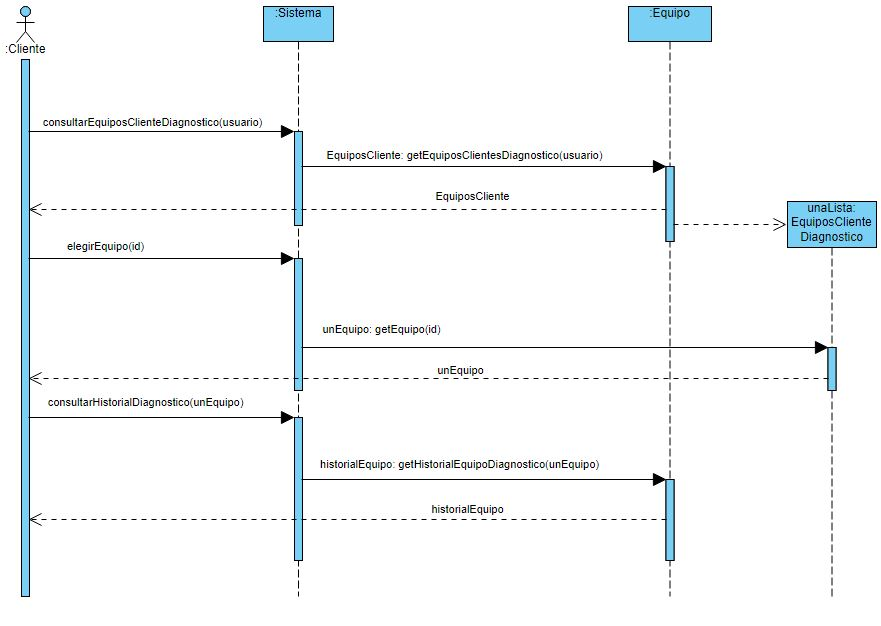 :Cliente
:Sistema
:Equipo
consultarEquiposClienteDiagnostico(usuario)
EquiposCliente: getEquiposClientesDiagnostico(usuario)
EquiposCliente
unaLista:
EquiposCliente
Diagnostico
elegirEquipo(id)
unEquipo: getEquipo(id)
unEquipo
consultarHistorialDiagnostico(unEquipo)
historialEquipo: getHistorialEquipoDiagnostico(unEquipo)
historialEquipo